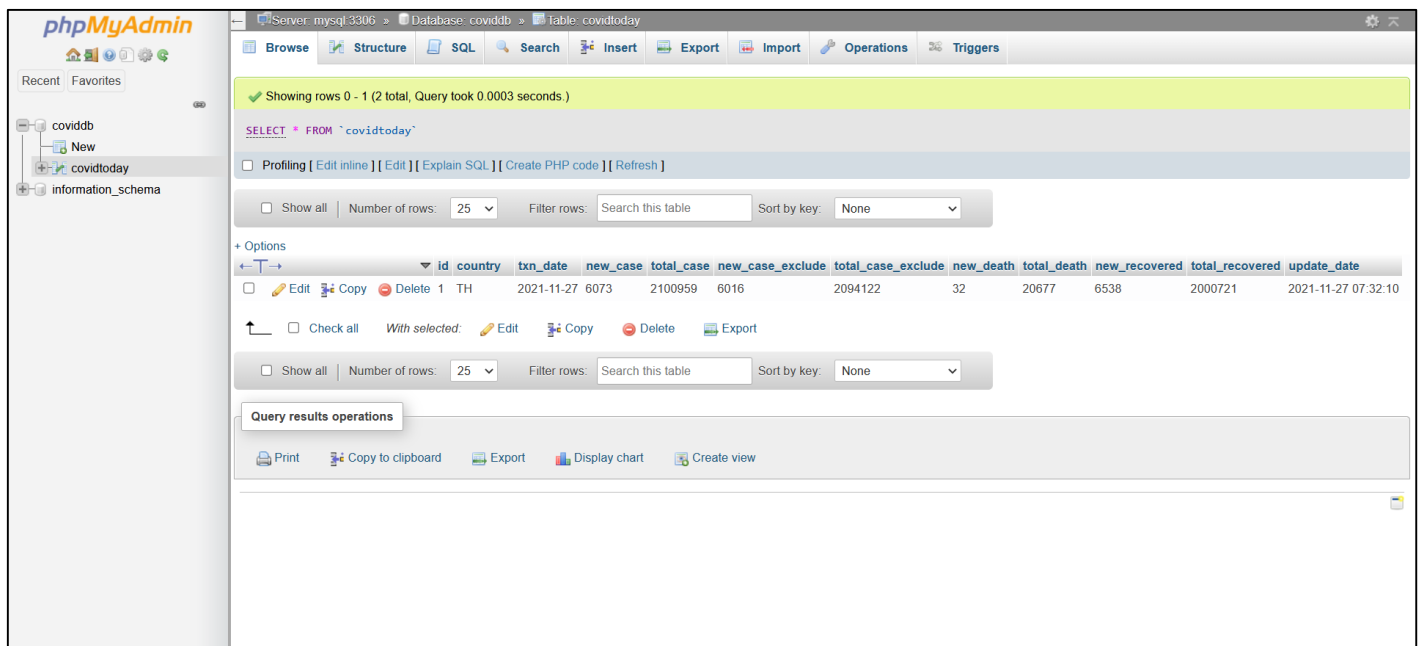 phpMyAdmin
Recent Favorites
coviddb
New
covidtoday
information_schema
Server: mysql:3306 » Database: coviddb » Table: covidtoday
Browse Structure SQL Search Insert Export Import Operations Triggers
Showing rows 0 - 1 (2 total, Query took 0.0003 seconds.)
SELECT * FROM `covidtoday`
Profiling [ Edit inline ] [ Edit ] [ Explain SQL ] [ Create PHP code ] [ Refresh ]
Show all | Number of rows: 25 Filter rows: Search this table Sort by key: None
+ Options
←T→ id country txn_date new_case total_case new_case_exclude total_case_exclude new_death total_death new_recovered total_recovered update_date
Edit Copy Delete 1 TH 2021-11-27 6073 2100959 6016 2094122 32 20677 6538 2000721 2021-11-27 07:32:10
Check all With selected: Edit Copy Delete Export
Show all | Number of rows: 25 Filter rows: Search this table Sort by key: None
Query results operations
Print Copy to clipboard Export Display chart Create view